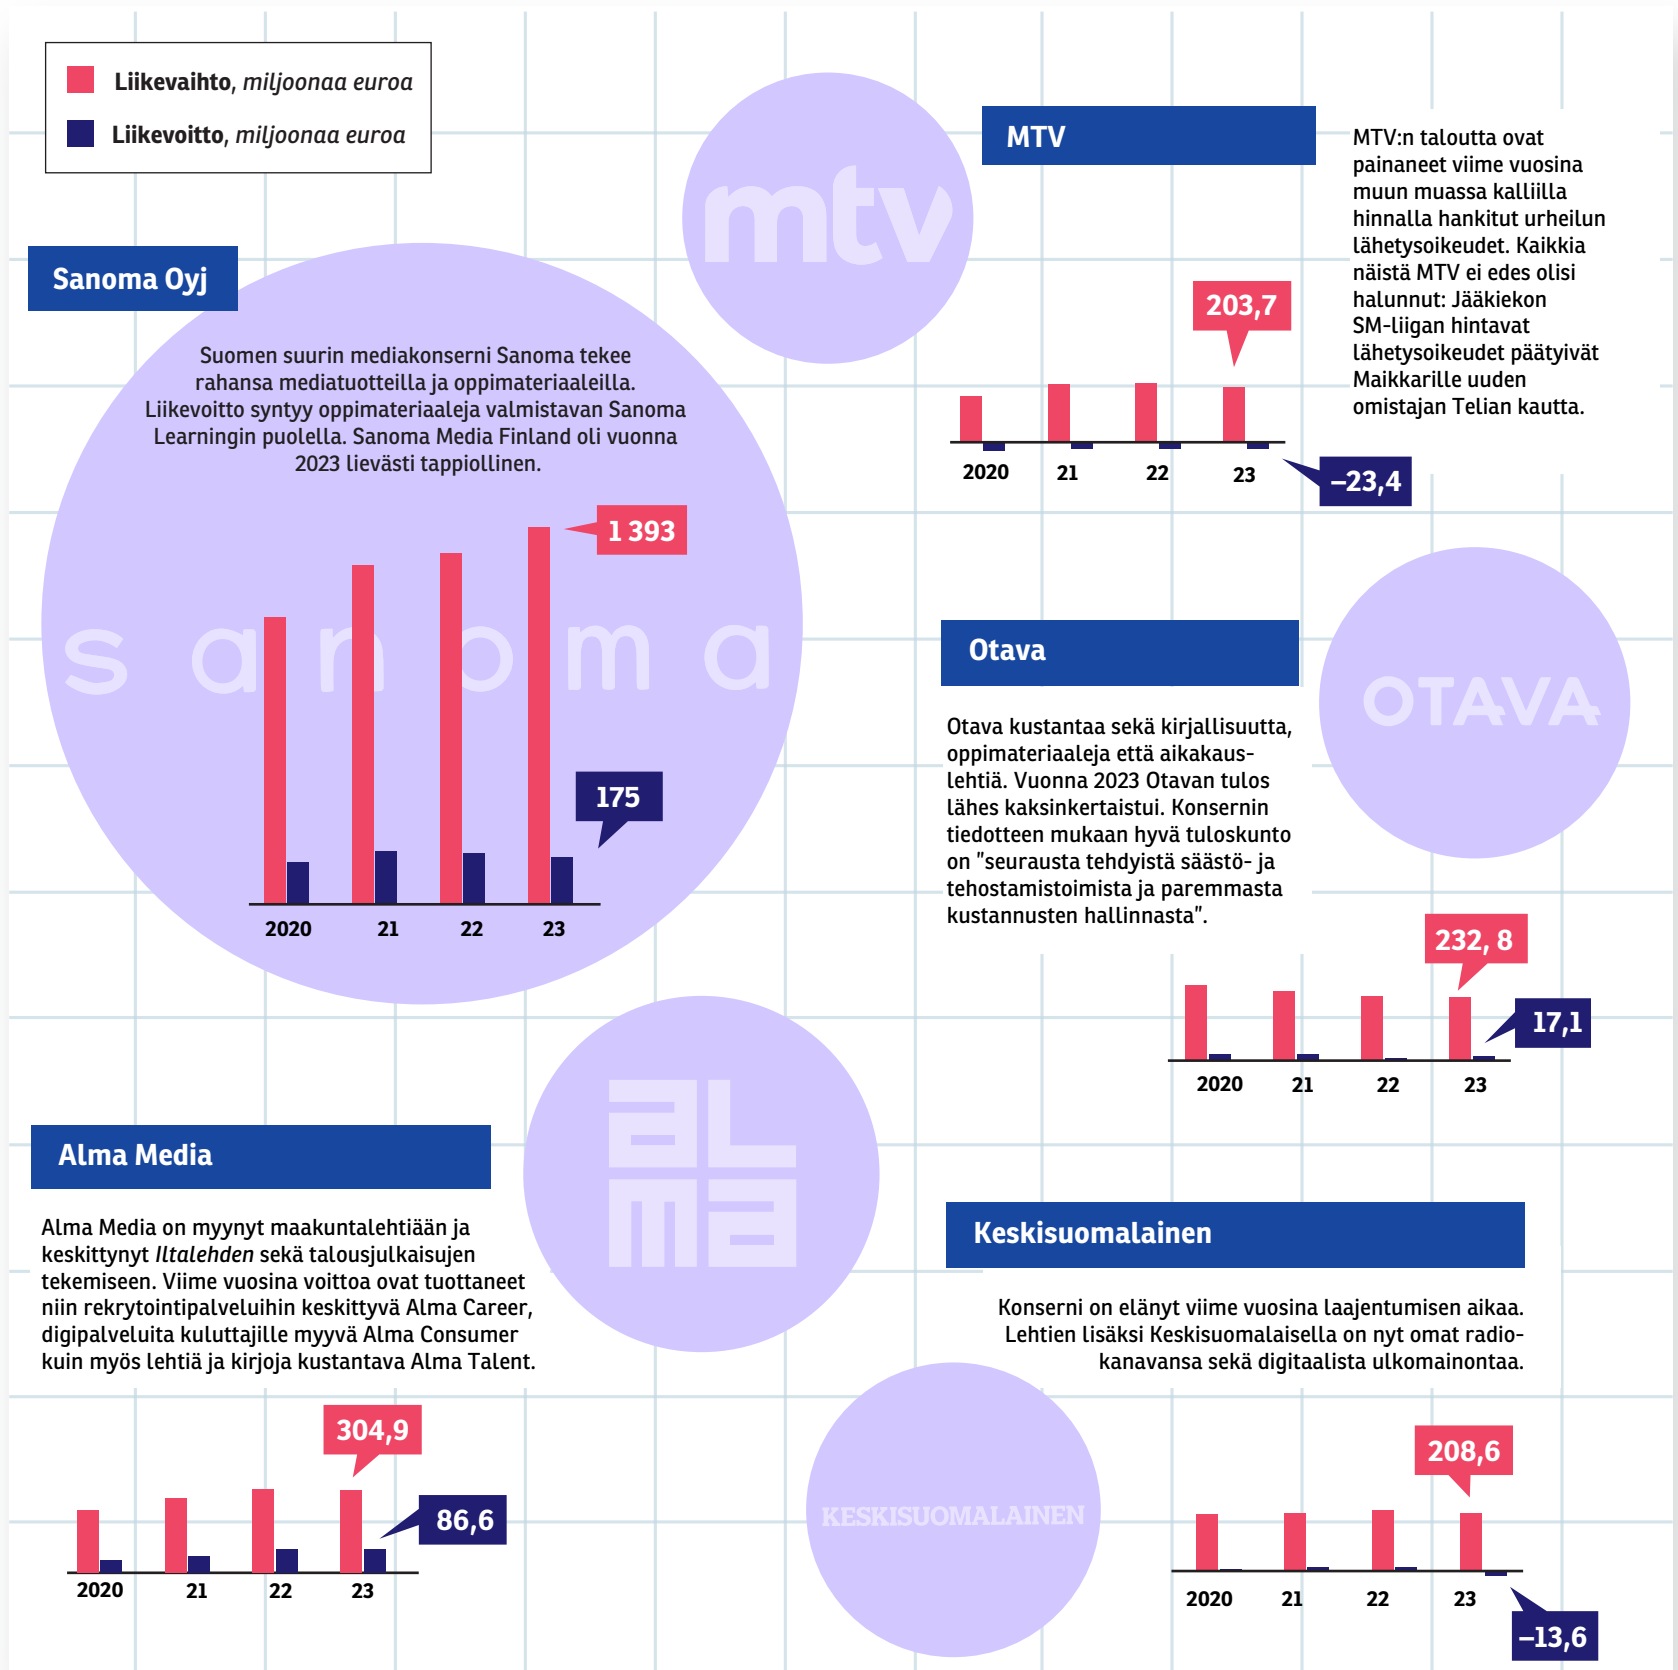 Liikevaihto, miljoonaa euroa
Liikevoitto, miljoonaa euroa
mtv
MTV
MTV:n taloutta ovat
painaneet viime vuosina
muun muassa kalliilla
hinnalla hankitut urheilun
lähetysoikeudet. Kaikkia
näistä MTV ei edes olisi
halunnut: Jääkiekon
SM-liigan hintavat
lähetysoikeudet päätyivät
Maikkarille uuden
omistajan Telian kautta.
203,7
2020 21 22 23
–23,4
Sanoma Oyj
Suomen suurin mediakonserni Sanoma tekee
rahansa mediatuotteilla ja oppimateriaaleilla.
Liikevoitto syntyy oppimateriaaleja valmistavan Sanoma
Learningin puolella. Sanoma Media Finland oli vuonna
2023 lievästi tappiollinen.
1 393
sanoma
175
2020 21 22 23
Otava
OTAVA
Otava kustantaa sekä kirjallisuutta,
oppimateriaaleja että aikakaus-
lehtiä. Vuonna 2023 Otavan tulos
lähes kaksinkertaistui. Konsernin
tiedotteen mukaan hyvä tuloskunto
on ”seurausta tehdyistä säästö- ja
tehostamistoimista ja paremmasta
kustannusten hallinnasta”.
232, 8
17,1
2020 21 22 23
ALMA
Alma Media
Alma Media on myynyt maakuntalehtiään ja
keskittynyt Iltalehden sekä talousjulkaisujen
tekemiseen. Viime vuosina voittoa ovat tuottaneet
niin rekrytointipalveluihin keskittyvä Alma Career,
digipalveluita kuluttajille myyvä Alma Consumer
kuin myös lehtiä ja kirjoja kustantava Alma Talent.
304,9
86,6
2020 21 22 23
Keskisuomalainen
Konserni on elänyt viime vuosina laajentumisen aikaa.
Lehtien lisäksi Keskisuomalaisella on nyt omat radio-
kanavansa sekä digitaalista ulkomainontaa.
KESKISUOMALAINEN
208,6
2020 21 22 23
–13,6